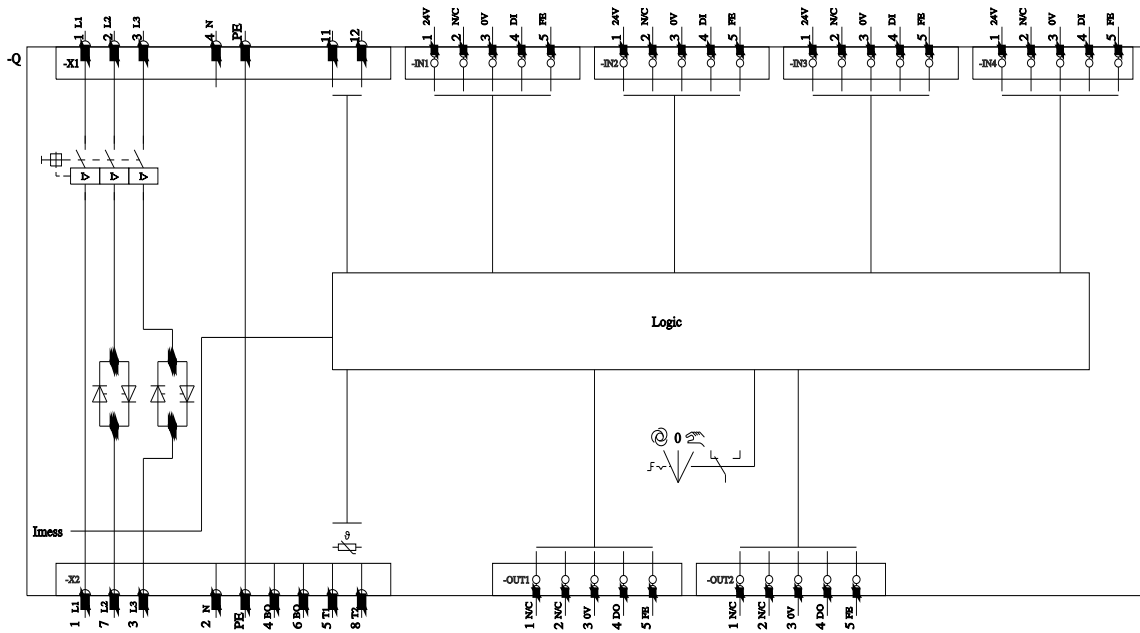 -Q
-X1
1 L1
2 L2
3 L3
4 N
PE
11
12
-IN1
1 24V
2 N/C
3 0V
4 DI
5 FE
-IN2
1 24V
2 N/C
3 0V
4 DI
5 FE
-IN3
1 24V
2 N/C
3 0V
4 DI
5 FE
-IN4
1 24V
2 N/C
3 0V
4 DI
5 FE
I>
I>
I>
Logic
0
Imess
ϑ
-X2
1 L1
7 L2
3 L3
2 N
PE
4 BO
6 BO
5 T1
8 T2
-OUT1
1 N/C
2 N/C
3 0V
4 DO
5 FE
-OUT2
1 N/C
2 N/C
3 0V
4 DO
5 FE